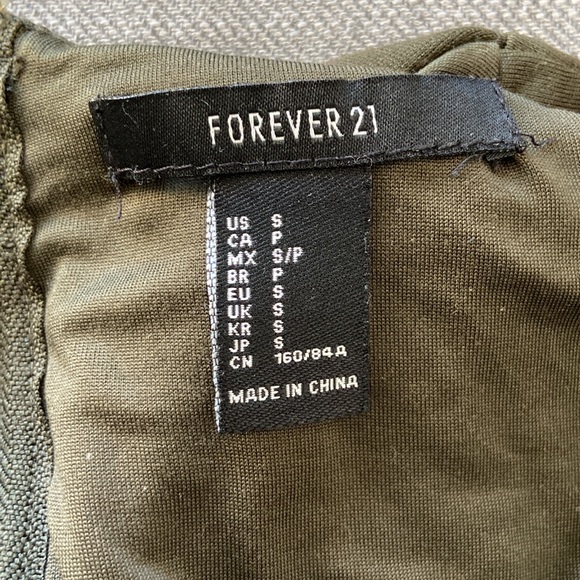 FOREVER 21
US S
CA P
MX S/P
BR P
EU S
UK S
KR S
JP S
CN 160/84A
MADE IN CHINA